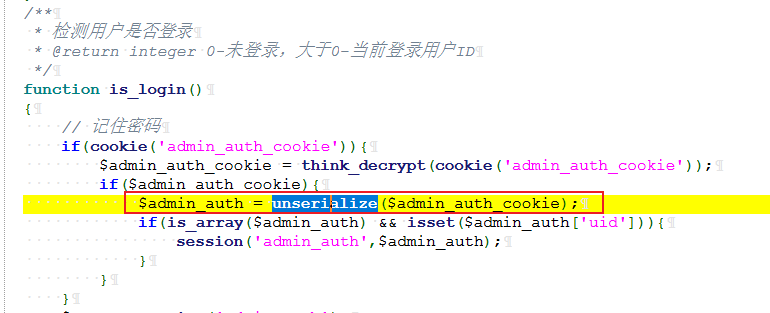 /**
 * 检测用户是否登录
 * @return integer 0-未登录，大于0-当前登录用户ID
 */
function is_login()
{
    // 记住密码
    if(cookie('admin_auth_cookie')){
        $admin_auth_cookie = think_decrypt(cookie('admin_auth_cookie'));
        if($admin_auth_cookie){
            $admin_auth = unserialize($admin_auth_cookie);
            if(is_array($admin_auth) && isset($admin_auth['uid'])){
                session('admin_auth',$admin_auth);
            }
        }
    }